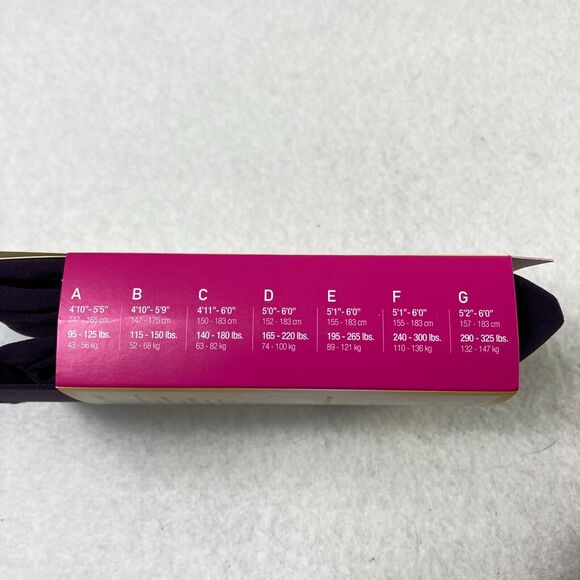 A B C D E F G
4'10"- 5'5" 4'10"- 5'9" 4'11"- 6'0" 5'0"- 6'0" 5'1"- 6'0" 5'1"- 6'0" 5'2"- 6'0"
147 - 165 cm 147 - 175 cm 150 - 183 cm 152 - 183 cm 155 - 183 cm 155 - 183 cm 157 - 183 cm
95 - 125 lbs. 115 - 150 lbs. 140 - 180 lbs. 165 - 220 lbs. 195 - 265 lbs. 240 - 300 lbs. 290 - 325 lbs.
43 - 56 kg 52 - 68 kg 63 - 82 kg 74 - 100 kg 89 - 121 kg 110 - 136 kg 132 - 147 kg